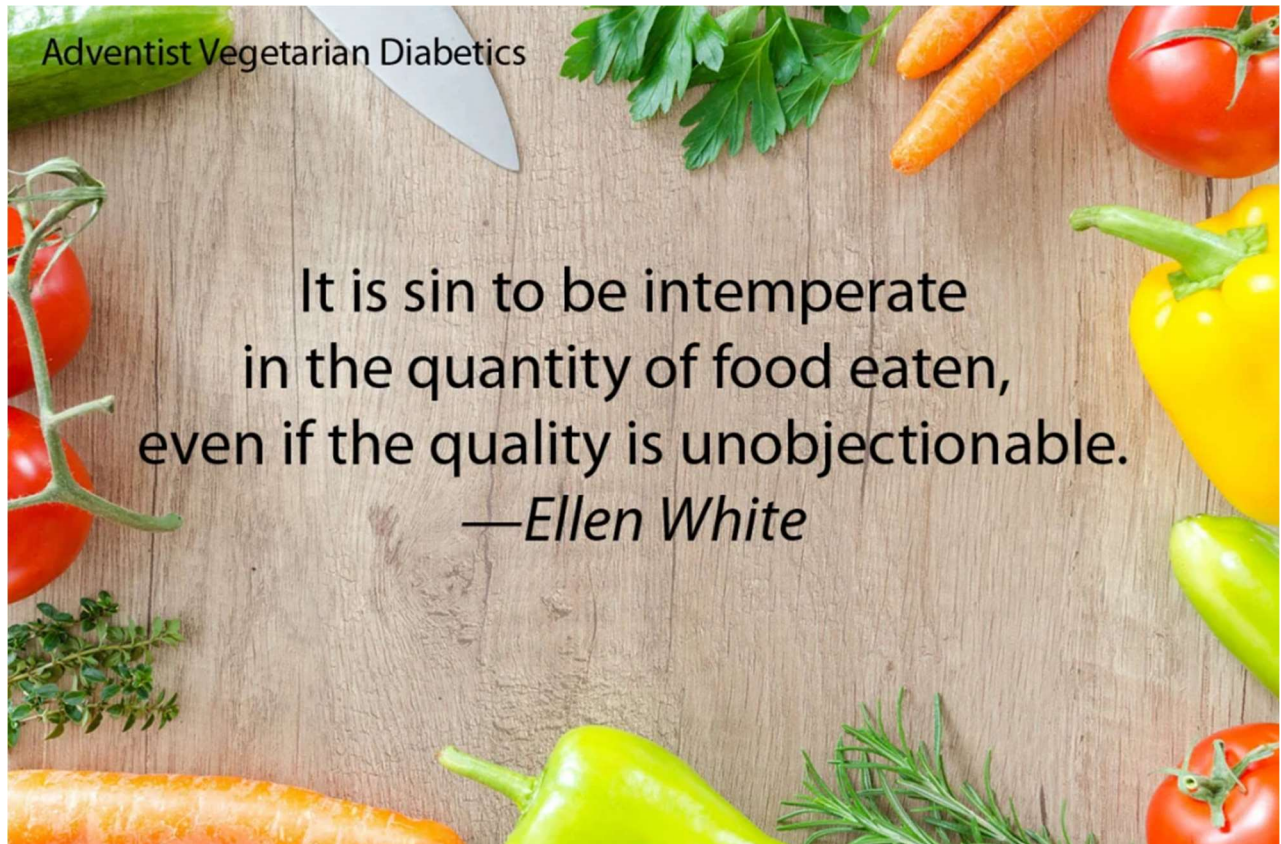 Adventist Vegetarian Diabetics
It is sin to be intemperate
in the quantity of food eaten,
even if the quality is unobjectionable.
—Ellen White